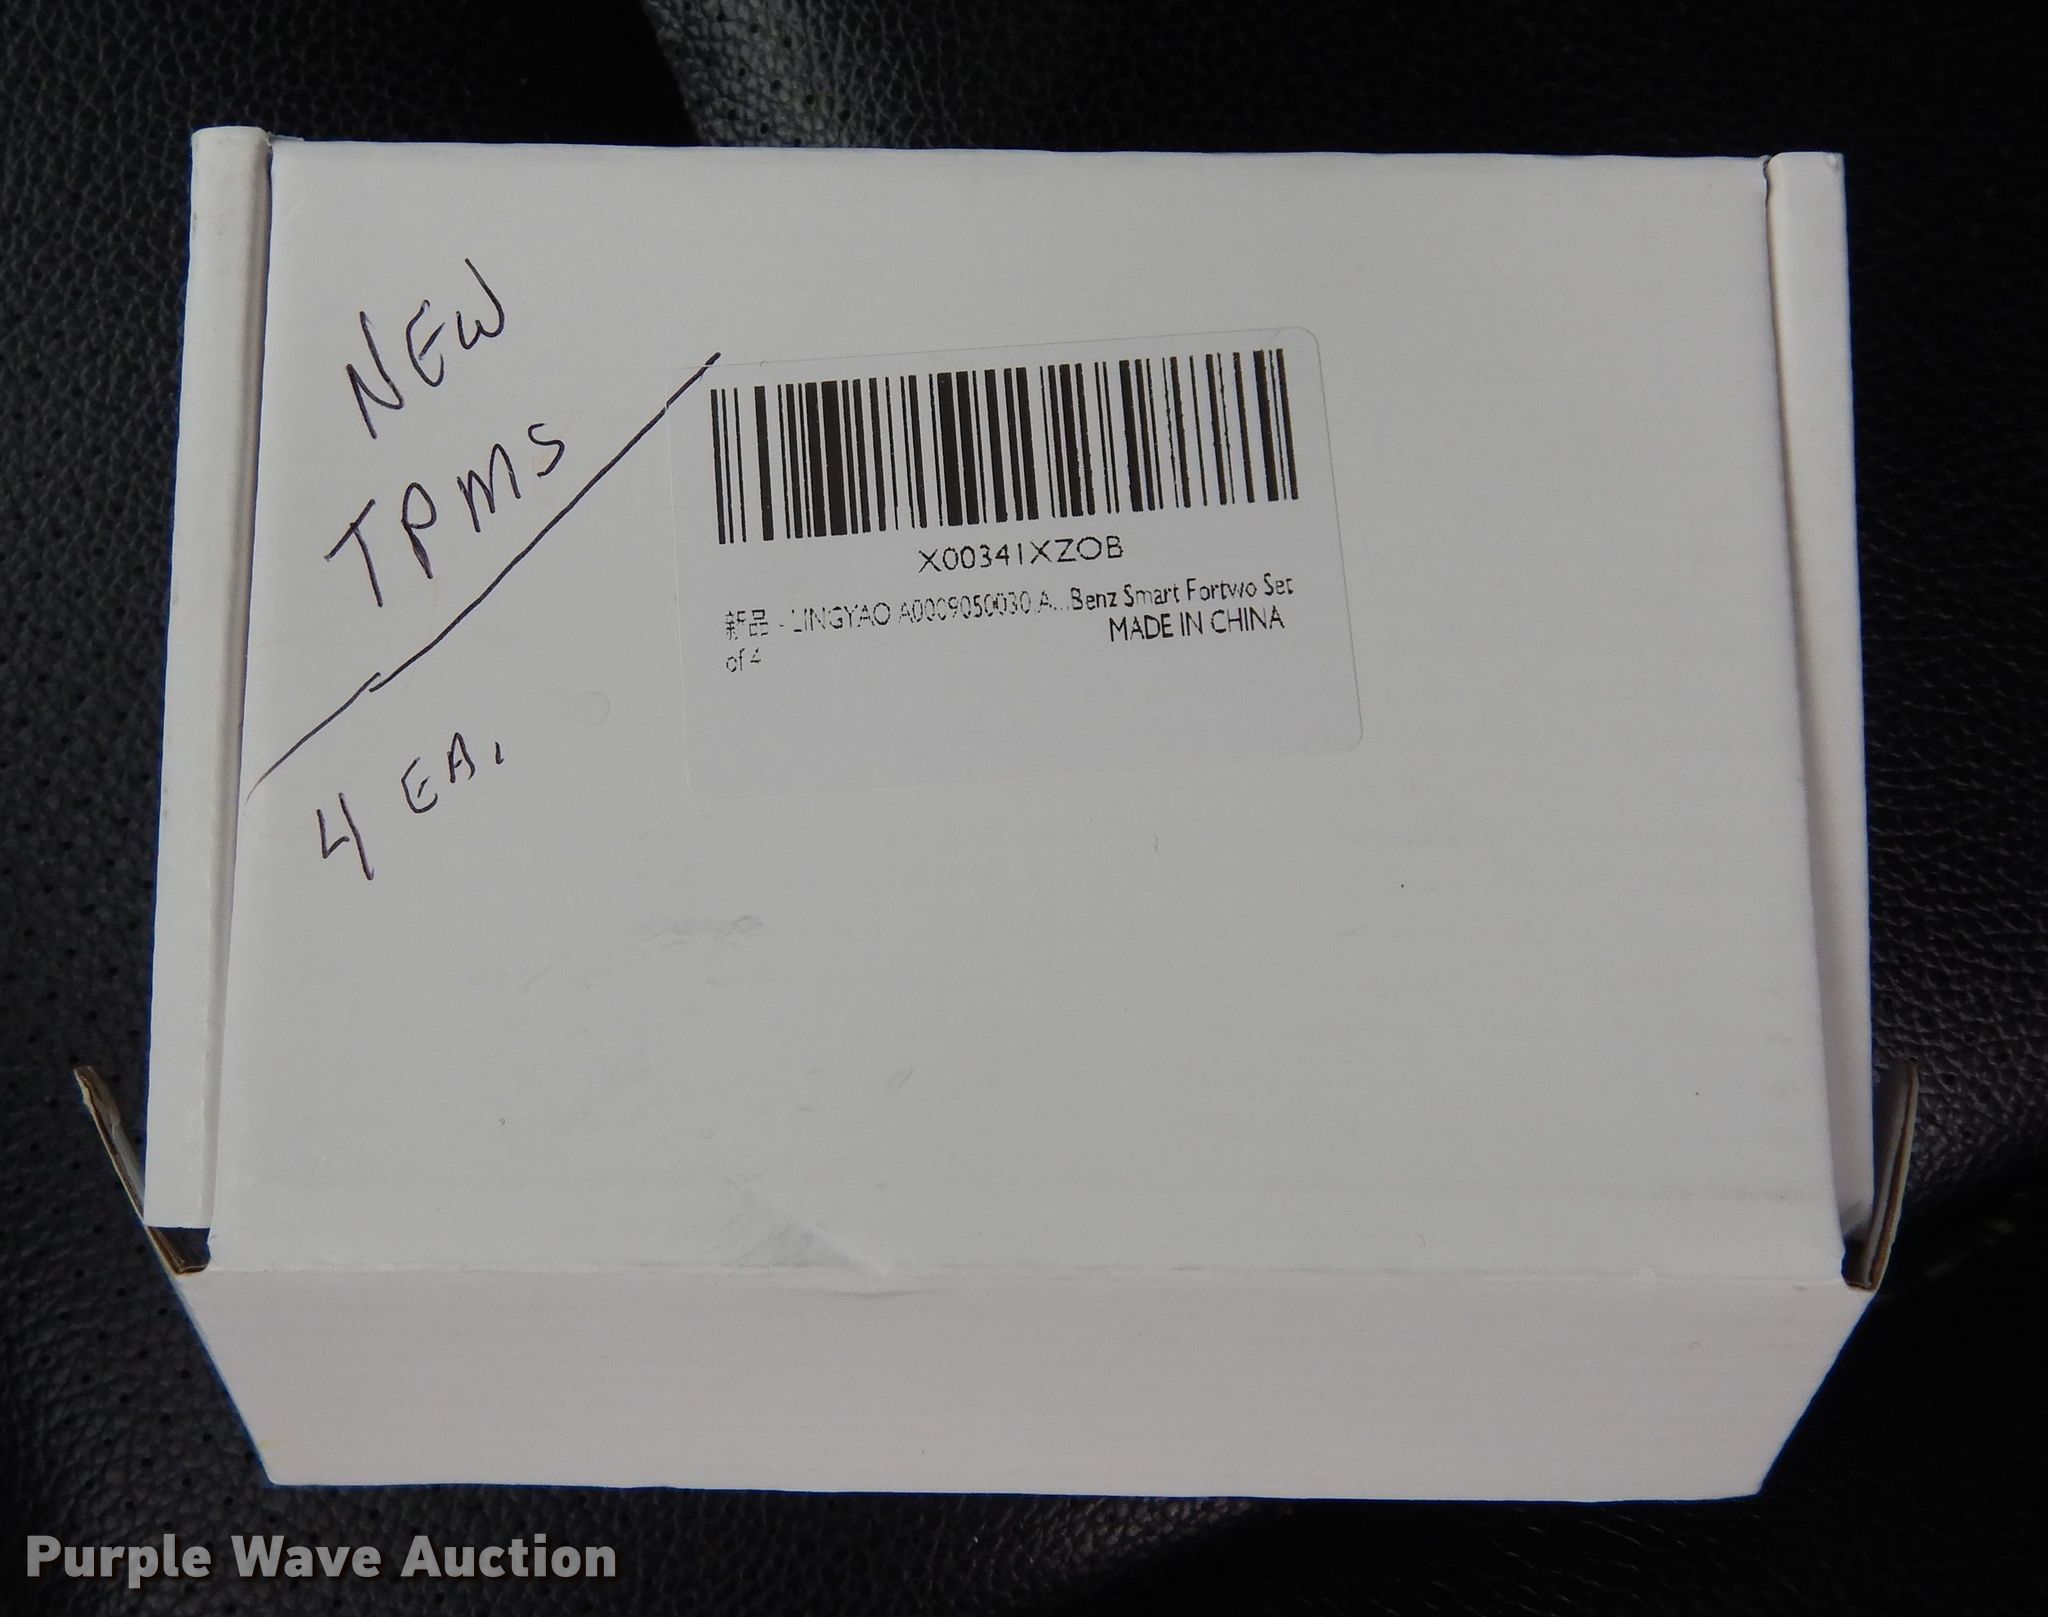 NEW
TPMS
4 EA.
X00341XZOB
新品 - LINGYAO A0009050030 A...Benz Smart Fortwo Set
of 4
MADE IN CHINA
Purple Wave Auction